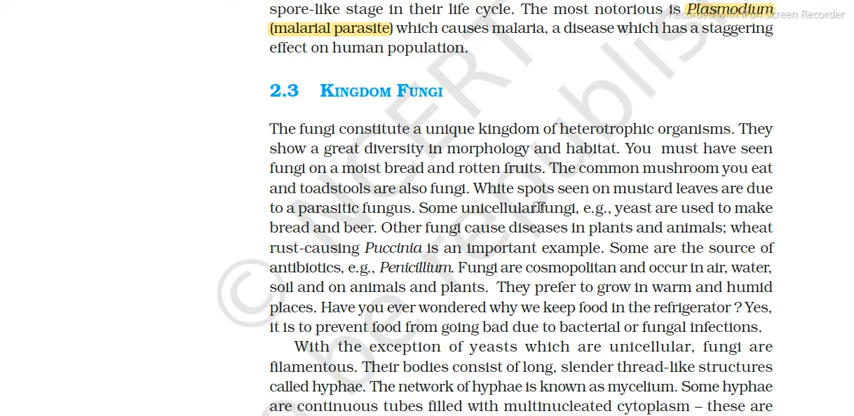 spore-like stage in their life cycle. The most notorious is Plasmodium
(malarial parasite) which causes malaria, a disease which has a staggering
effect on human population.
2.3 KINGDOM FUNGI
The fungi constitute a unique kingdom of heterotrophic organisms. They
show a great diversity in morphology and habitat. You must have seen
fungi on a moist bread and rotten fruits. The common mushroom you eat
and toadstools are also fungi. White spots seen on mustard leaves are due
to a parasitic fungus. Some unicellular fungi, e.g., yeast are used to make
bread and beer. Other fungi cause diseases in plants and animals; wheat
rust-causing Puccinia is an important example. Some are the source of
antibiotics, e.g., Penicillium. Fungi are cosmopolitan and occur in air, water,
soil and on animals and plants. They prefer to grow in warm and humid
places. Have you ever wondered why we keep food in the refrigerator ? Yes,
it is to prevent food from going bad due to bacterial or fungal infections.
With the exception of yeasts which are unicellular, fungi are
filamentous. Their bodies consist of long, slender thread-like structures
called hyphae. The network of hyphae is known as mycelium. Some hyphae
are continuous tubes filled with multinucleated cytoplasm – these are
© NCERT
be republish
Screen Recorder